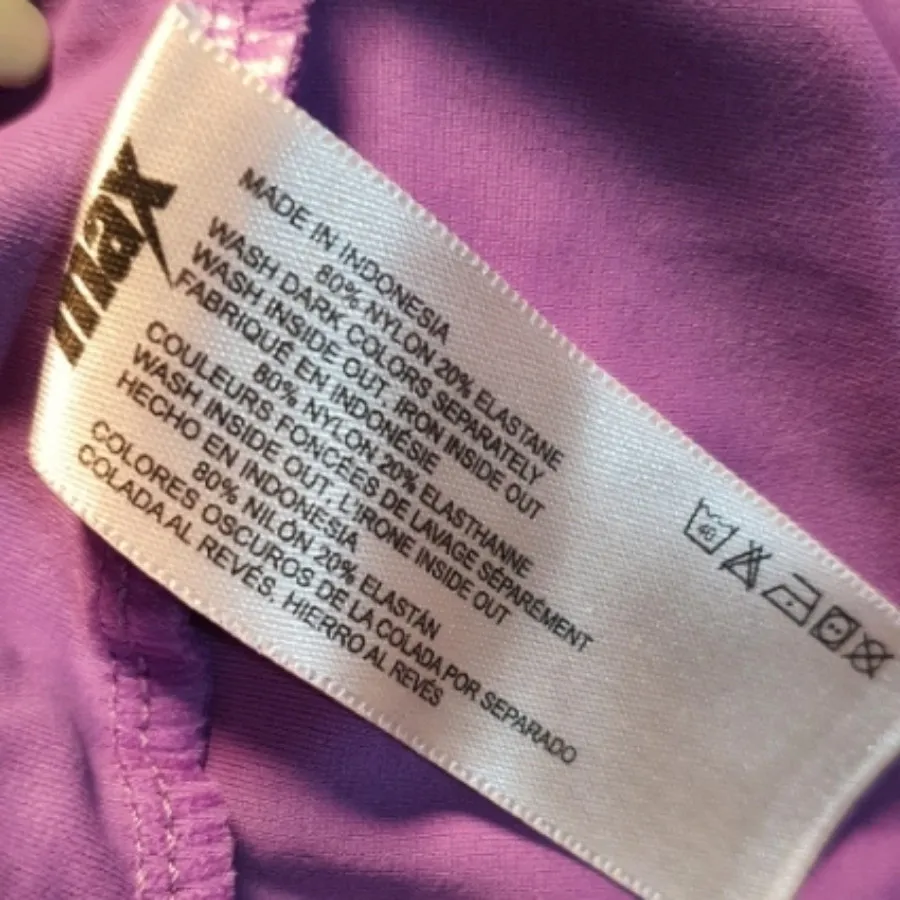 max
MADE IN INDONESIA
80% NYLON 20% ELASTANE
WASH DARK COLORS SEPARATELY
WASH INSIDE OUT, IRON INSIDE OUT
FABRIQUÉ EN INDONÉSIE
80% NYLON 20% ELASTHANNE
COULEURS FONCÉES DE LAVAGE SÉPARÉMENT
WASH INSIDE OUT, L'IRONE INSIDE OUT
HECHO EN INDONESIA
80% NILÓN 20% ELASTÁN
COLORES OSCUROS DE LA COLADA POR SEPARADO
COLADA AL REVÉS, HIERRO AL REVÉS
40